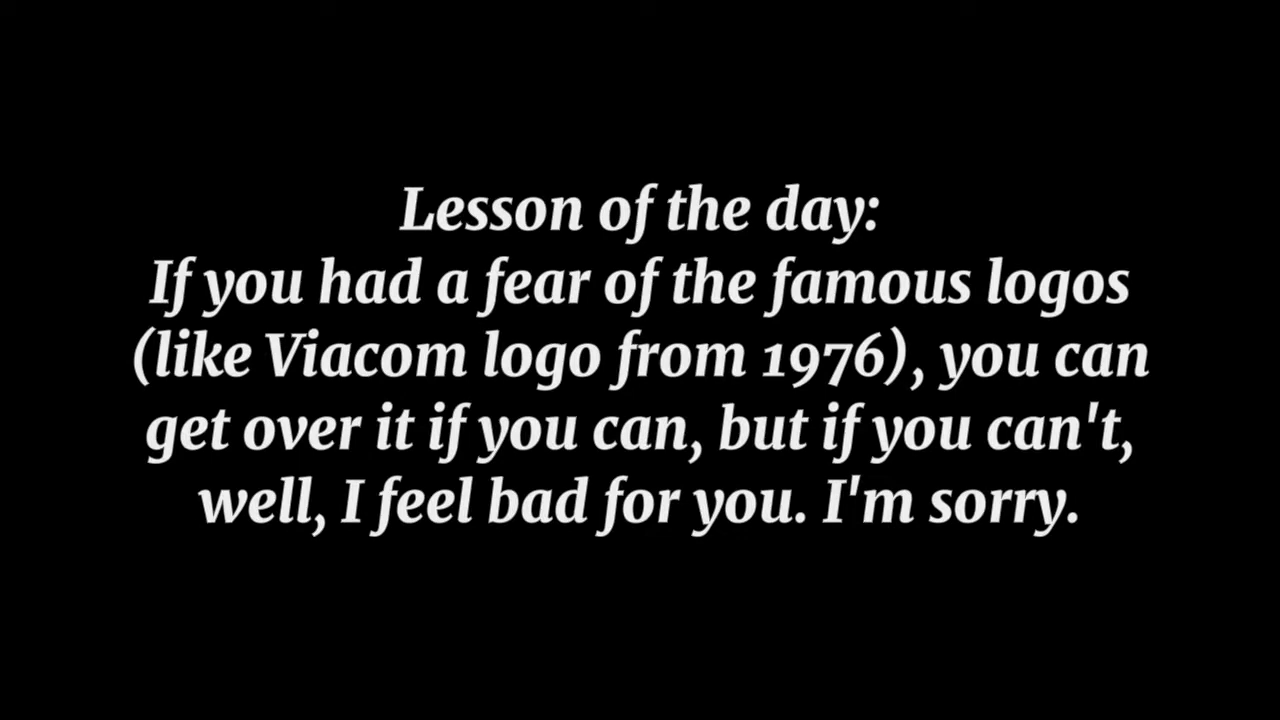 Lesson of the day:
If you had a fear of the famous logos
(like Viacom logo from 1976), you can
get over it if you can, but if you can't,
well, I feel bad for you. I'm sorry.